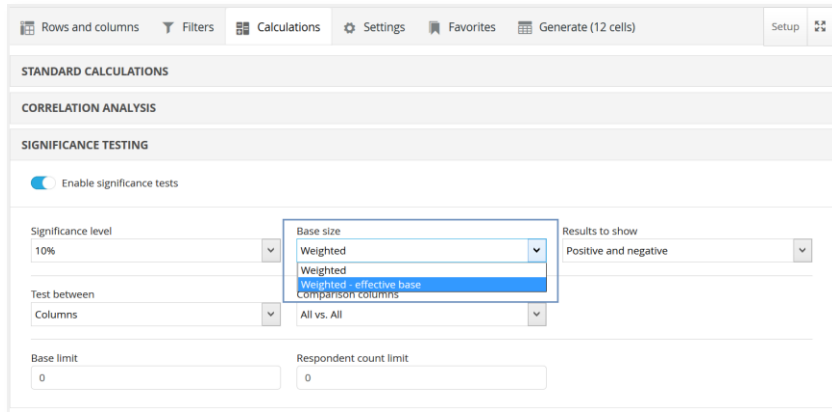 Rows and columns Filters Calculations Settings Favorites Generate (12 cells) Setup
STANDARD CALCULATIONS
CORRELATION ANALYSIS
SIGNIFICANCE TESTING
Enable significance tests
Significance level Base size Results to show
10% Weighted Positive and negative
Weighted
Weighted - effective base
Test between Comparison columns
Columns All vs. All
Base limit Respondent count limit
0 0